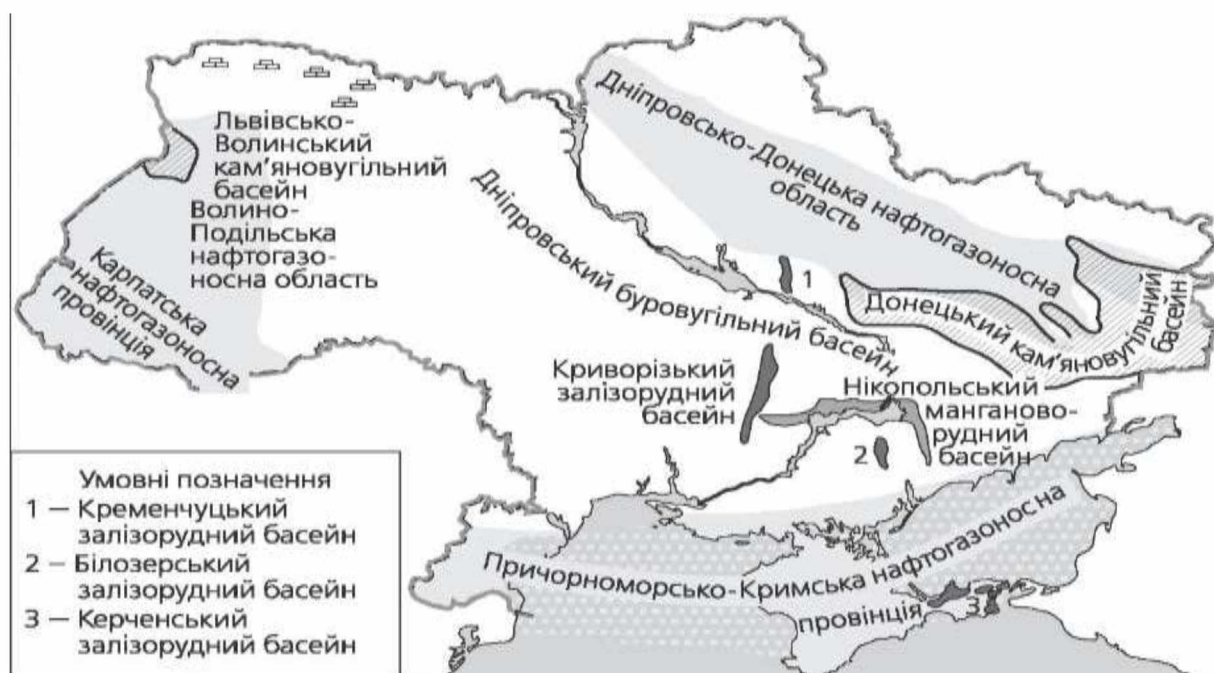 Львівсько-
Волинський
кам’яновугільний
басейн
Волино-
Подільська
нафтогазо-
носна область
Карпатська
нафтогазоносна
провінція
Дніпровсько-Донецька нафтогазоносна
область
Дніпровський буровугільний басейн
1
Донецький кам’яновугільний
басейн
Криворізький
залізорудний
басейн
Нікопольський
манганово-
рудний
басейн
2
Причорноморсько-Кримська нафтогазоносна
провінція
3
Умовні позначення
1 — Кременчуцький
залізорудний басейн
2 — Білозерський
залізорудний басейн
3 — Керченський
залізорудний басейн